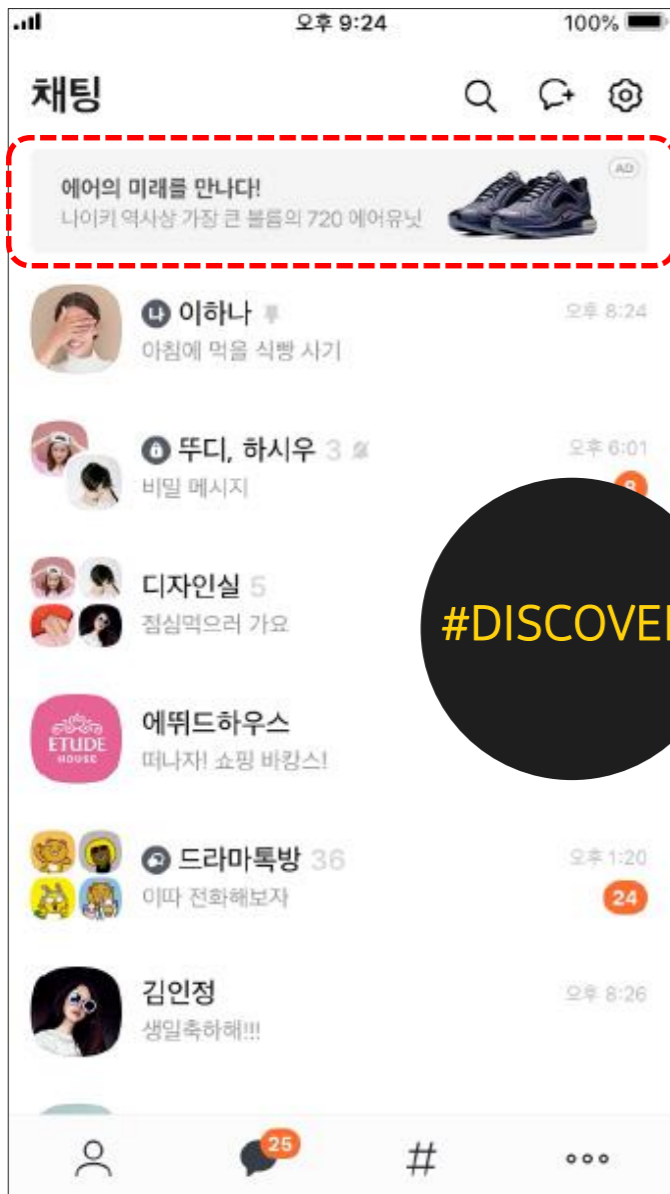 오후 9:24
100%
채팅
에어의 미래를 만나다!
AD
나이키 역사상 가장 큰 볼륨의 720 에어유닛
나 이하나
오후 8:24
아침에 먹을 식빵 사기
뚜디, 하시우 3
오후 6:01
비밀 메시지
디자인실 5
점심먹으러 가요
#DISCOVER
에뛰드하우스
ETUDE
HOUSE
떠나자! 쇼핑 바캉스!
드라마톡방 36
오후 1:20
이따 전화해보자
24
김인정
오후 8:26
생일축하해!!!
25
#